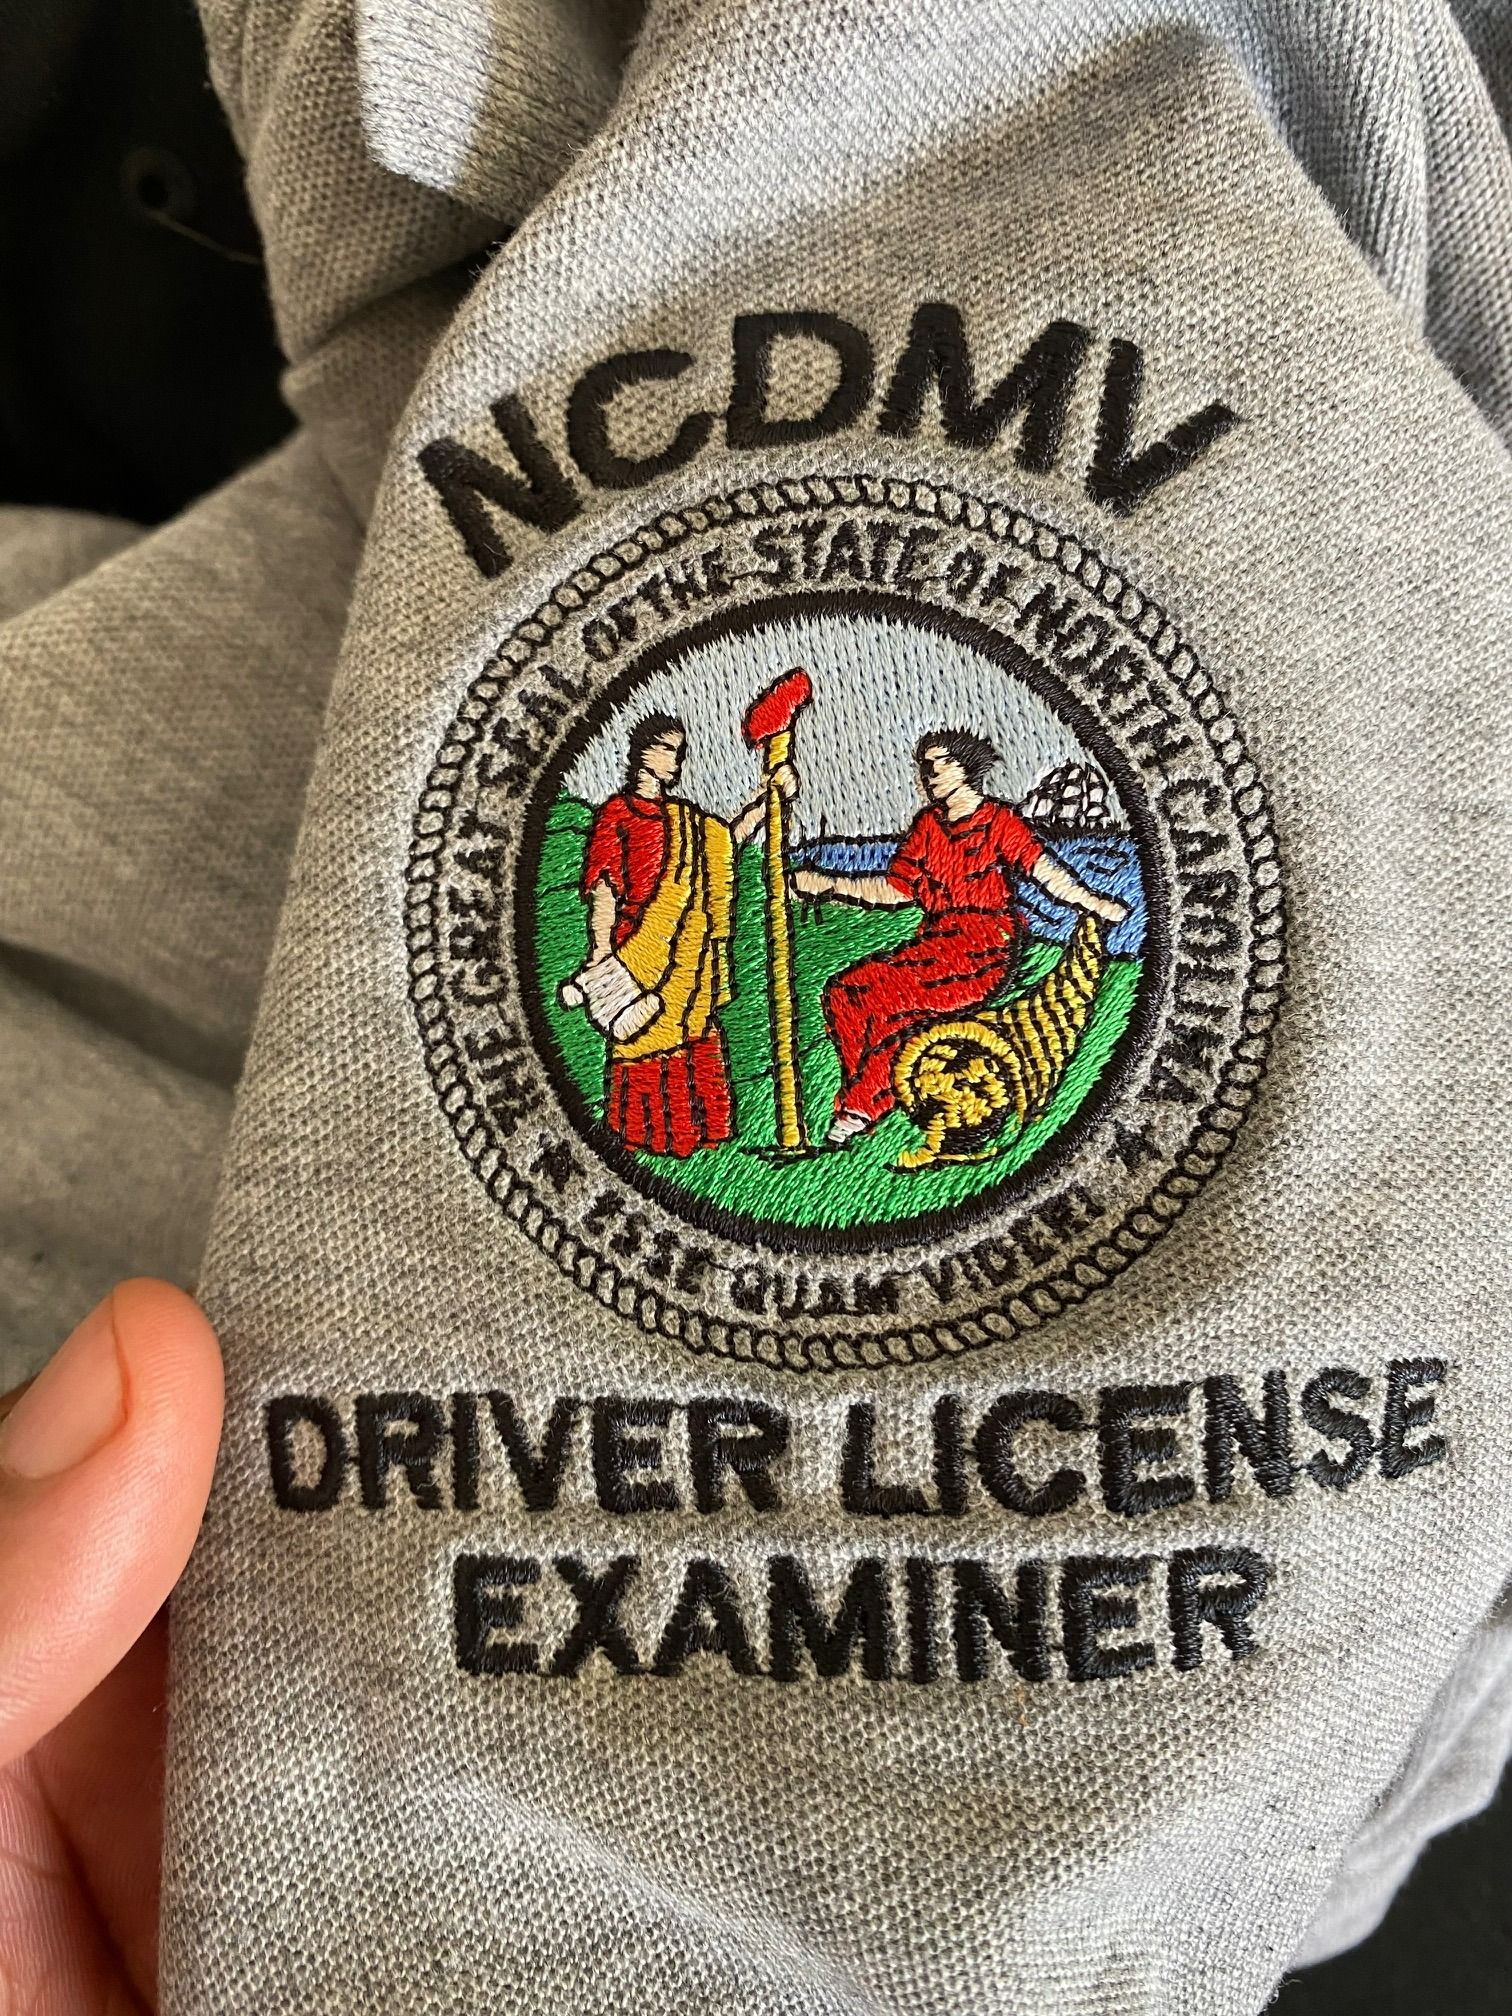 NCDMV
THE GREAT SEAL OF THE STATE OF NORTH CAROLINA
ESSE QUAM VIDERI
DRIVER LICENSE
EXAMINER